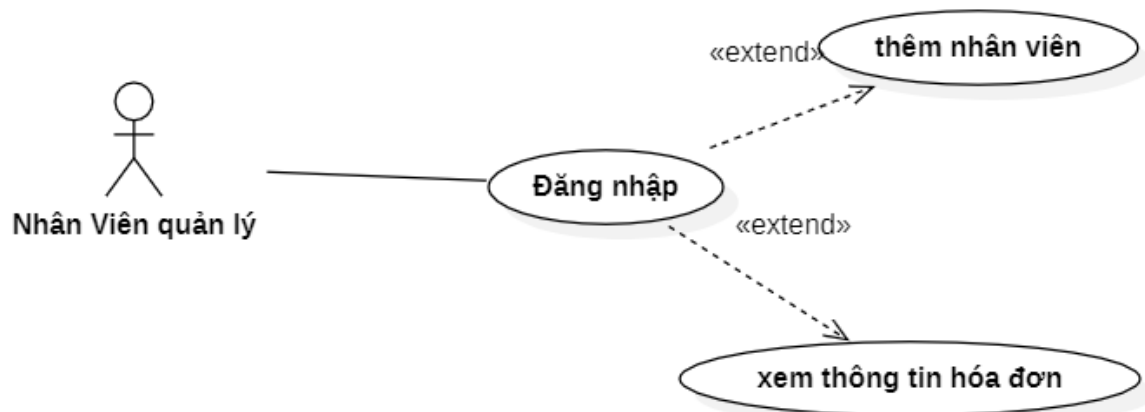 «extend»
thêm nhân viên
Đăng nhập
Nhân Viên quản lý
«extend»
xem thông tin hóa đơn